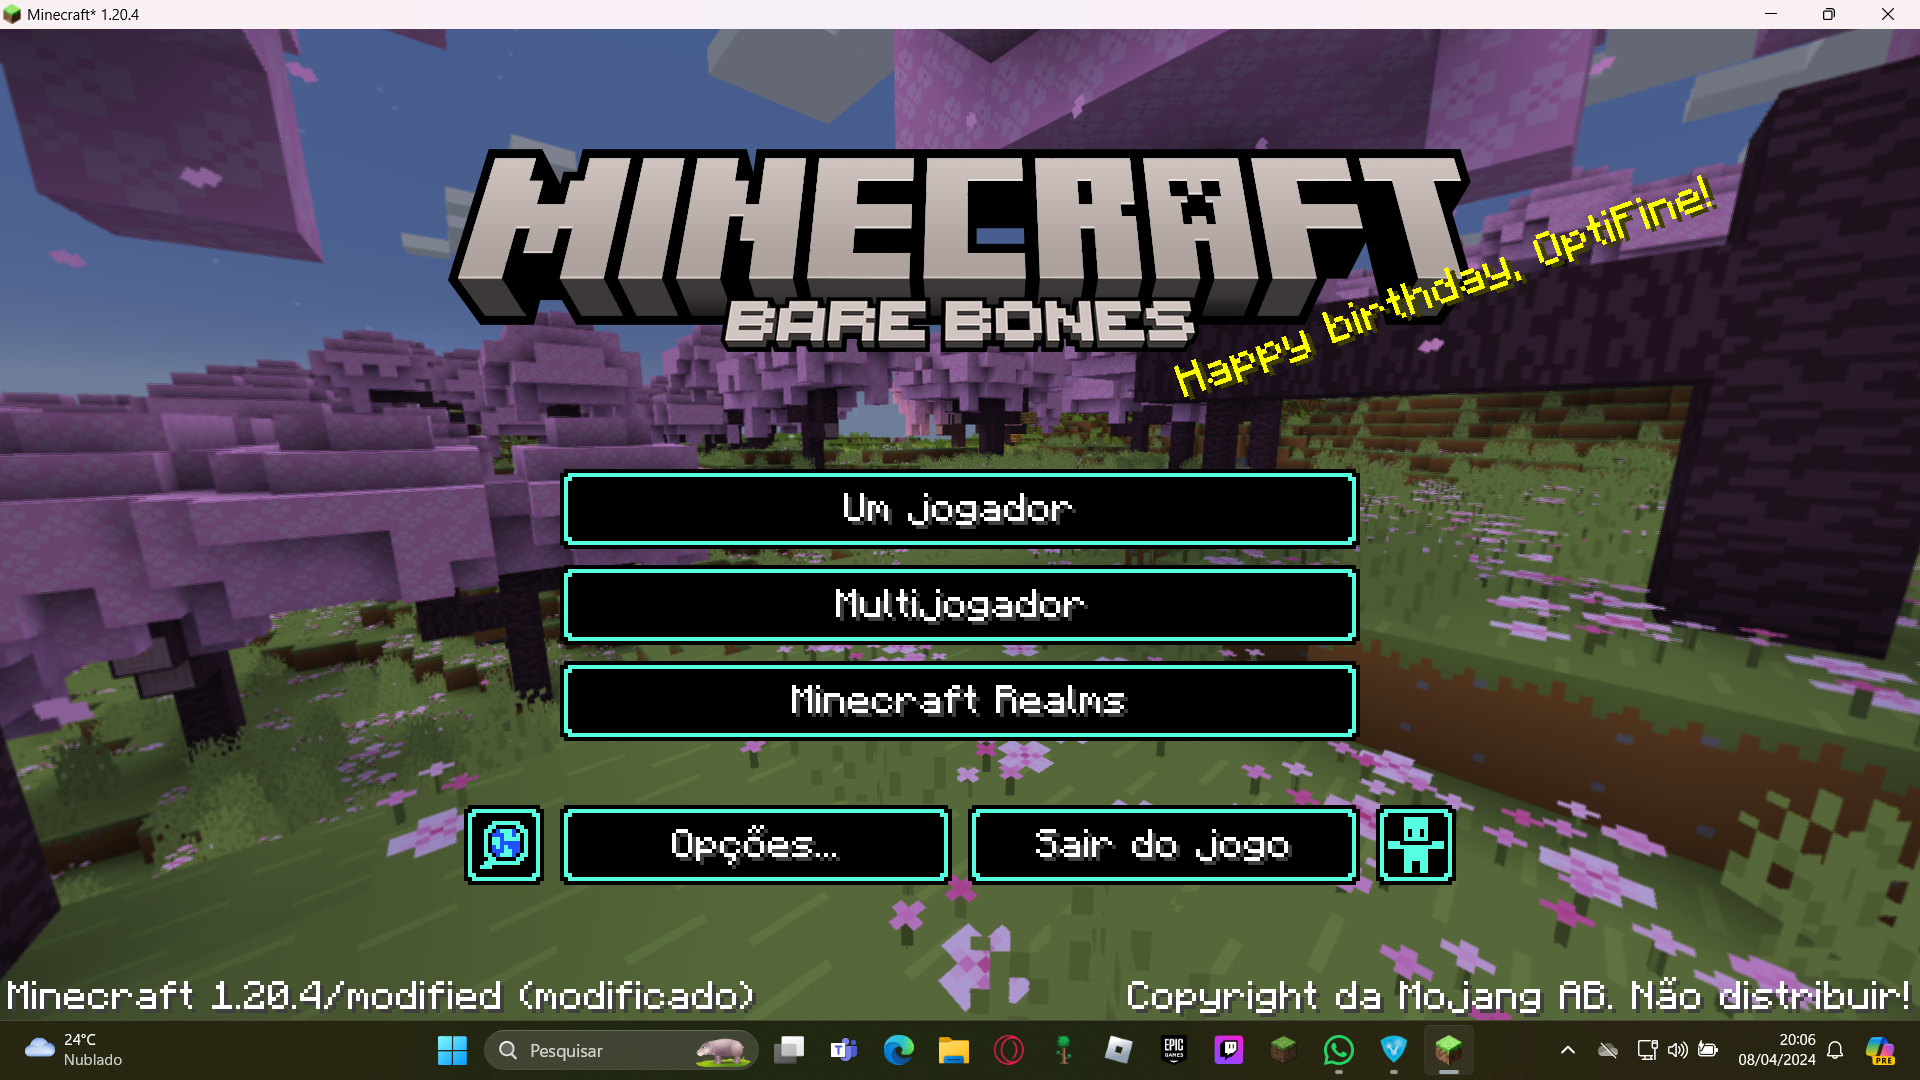 Minecraft* 1.20.4
MINECRAFT
BARE BONES
Happy birthday, OptiFine!
Um jogador
Multijogador
Minecraft Realms
Opções...
Sair do jogo
Minecraft 1.20.4/modified (modificado)
Copyright da Mojang AB. Não distribuir!
24°C
Nublado
Pesquisar
EPIC
GAMES
20:06
08/04/2024
PRE